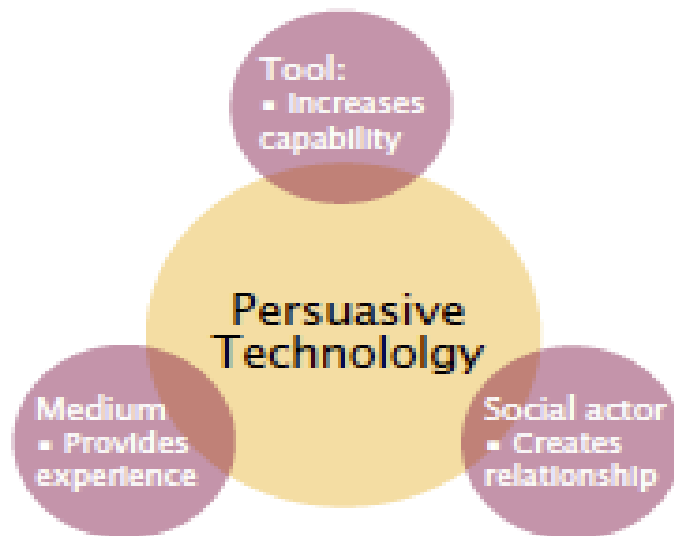 Tool:
▪ Increases
capability
Persuasive
Technololgy
Medium
▪ Provides
experience
Social actor
▪ Creates
relationship